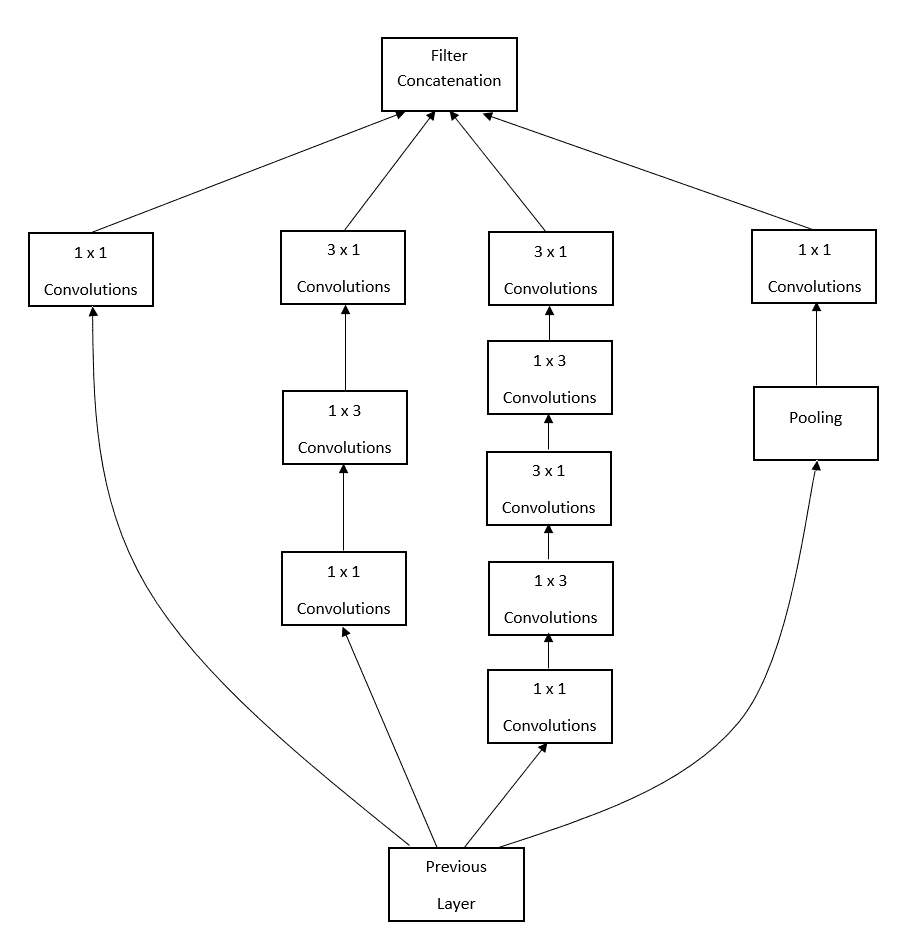 Filter
Concatenation
1 x 1
Convolutions
3 x 1
Convolutions
3 x 1
Convolutions
1 x 1
Convolutions
1 x 3
Convolutions
1 x 3
Convolutions
Pooling
3 x 1
Convolutions
1 x 1
Convolutions
1 x 3
Convolutions
1 x 1
Convolutions
Previous
Layer